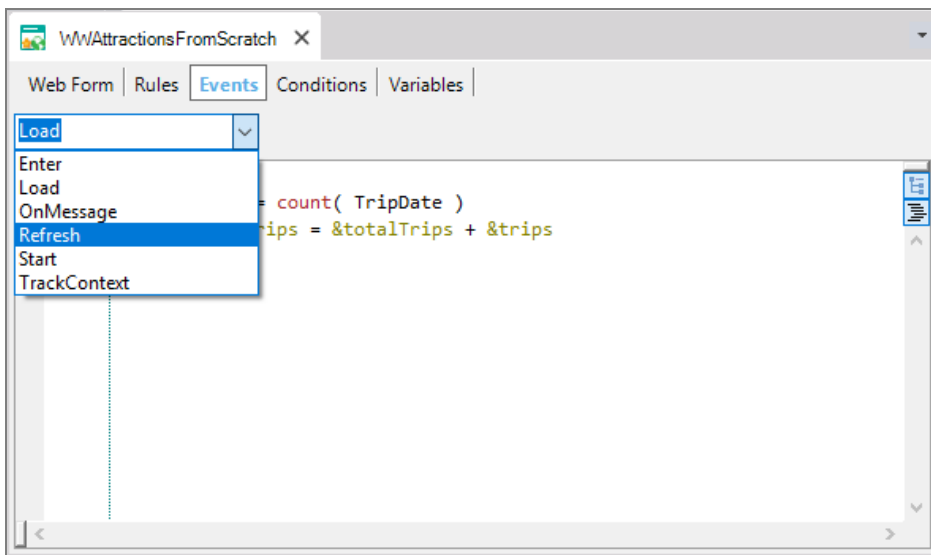 WWAttractionsFromScratch
Web Form Rules Events Conditions Variables
Load
Enter
Load
OnMessage
Refresh
Start
TrackContext
= count( TripDate )
rips = &totalTrips + &trips